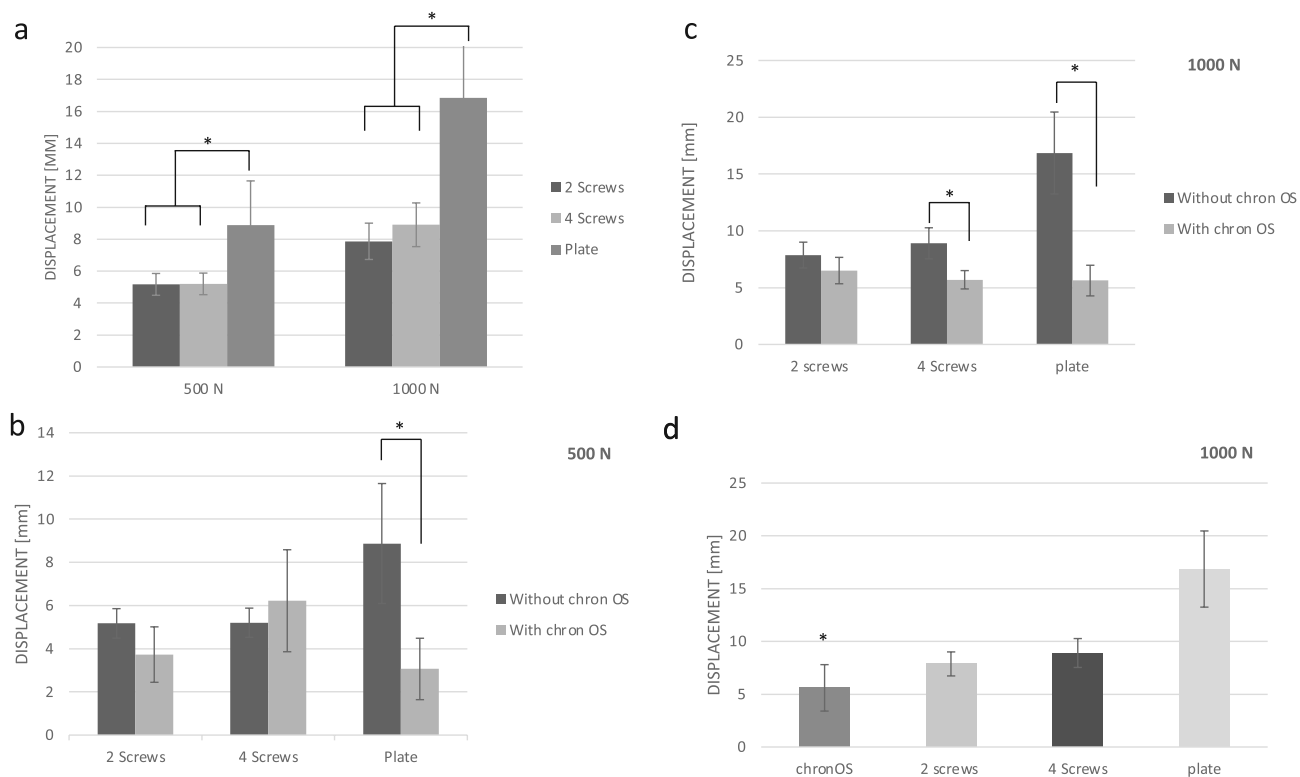 a
*
*
20
18
16
14
12
10
8
6
4
2
0
DISPLACEMENT [MM]
500 N
1000 N
2 Screws
4 Screws
Plate
b
*
500 N
14
12
10
8
6
4
2
0
DISPLACEMENT [mm]
2 Screws
4 Screws
Plate
Without chron OS
With chron OS
c
1000 N
*
*
25
20
15
10
5
0
DISPLACEMENT [mm]
2 screws
4 Screws
plate
Without chron OS
With chron OS
d
1000 N
*
25
20
15
10
5
0
DISPLACEMENT [mm]
chronOS
2 screws
4 Screws
plate